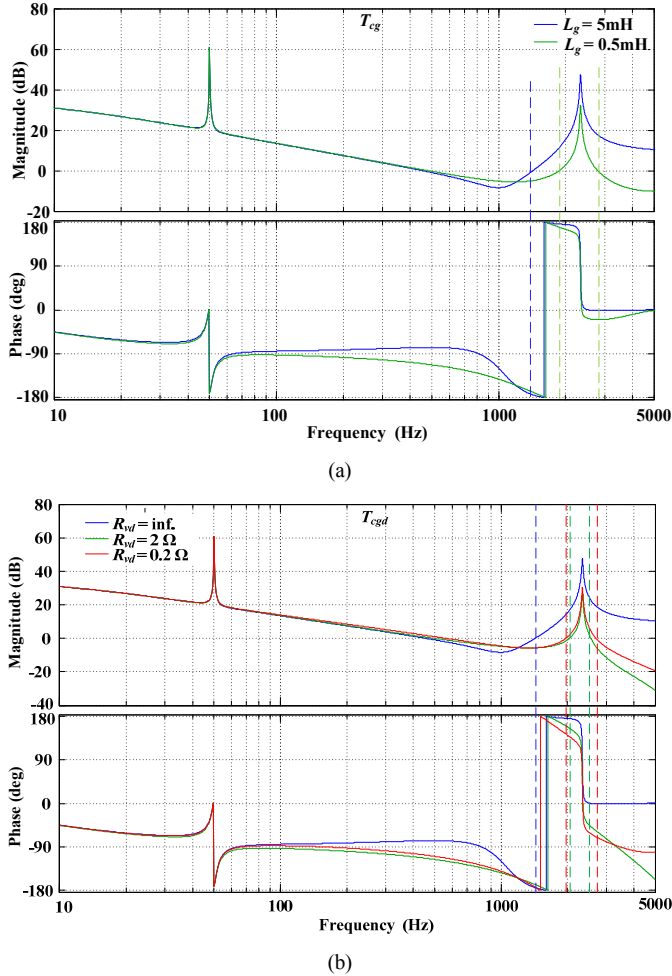 T_cg
L_g = 5mH
L_g = 0.5mH
Magnitude (dB)
80
60
40
20
0
-20
Phase (deg)
180
90
0
-90
-180
10
100
1000
5000
Frequency (Hz)
(a)
T_cgd
R_vd = inf.
R_vd = 2 Ω
R_vd = 0.2 Ω
Magnitude (dB)
80
60
40
20
0
-20
-40
Phase (deg)
180
90
0
-90
-180
10
100
1000
5000
Frequency (Hz)
(b)